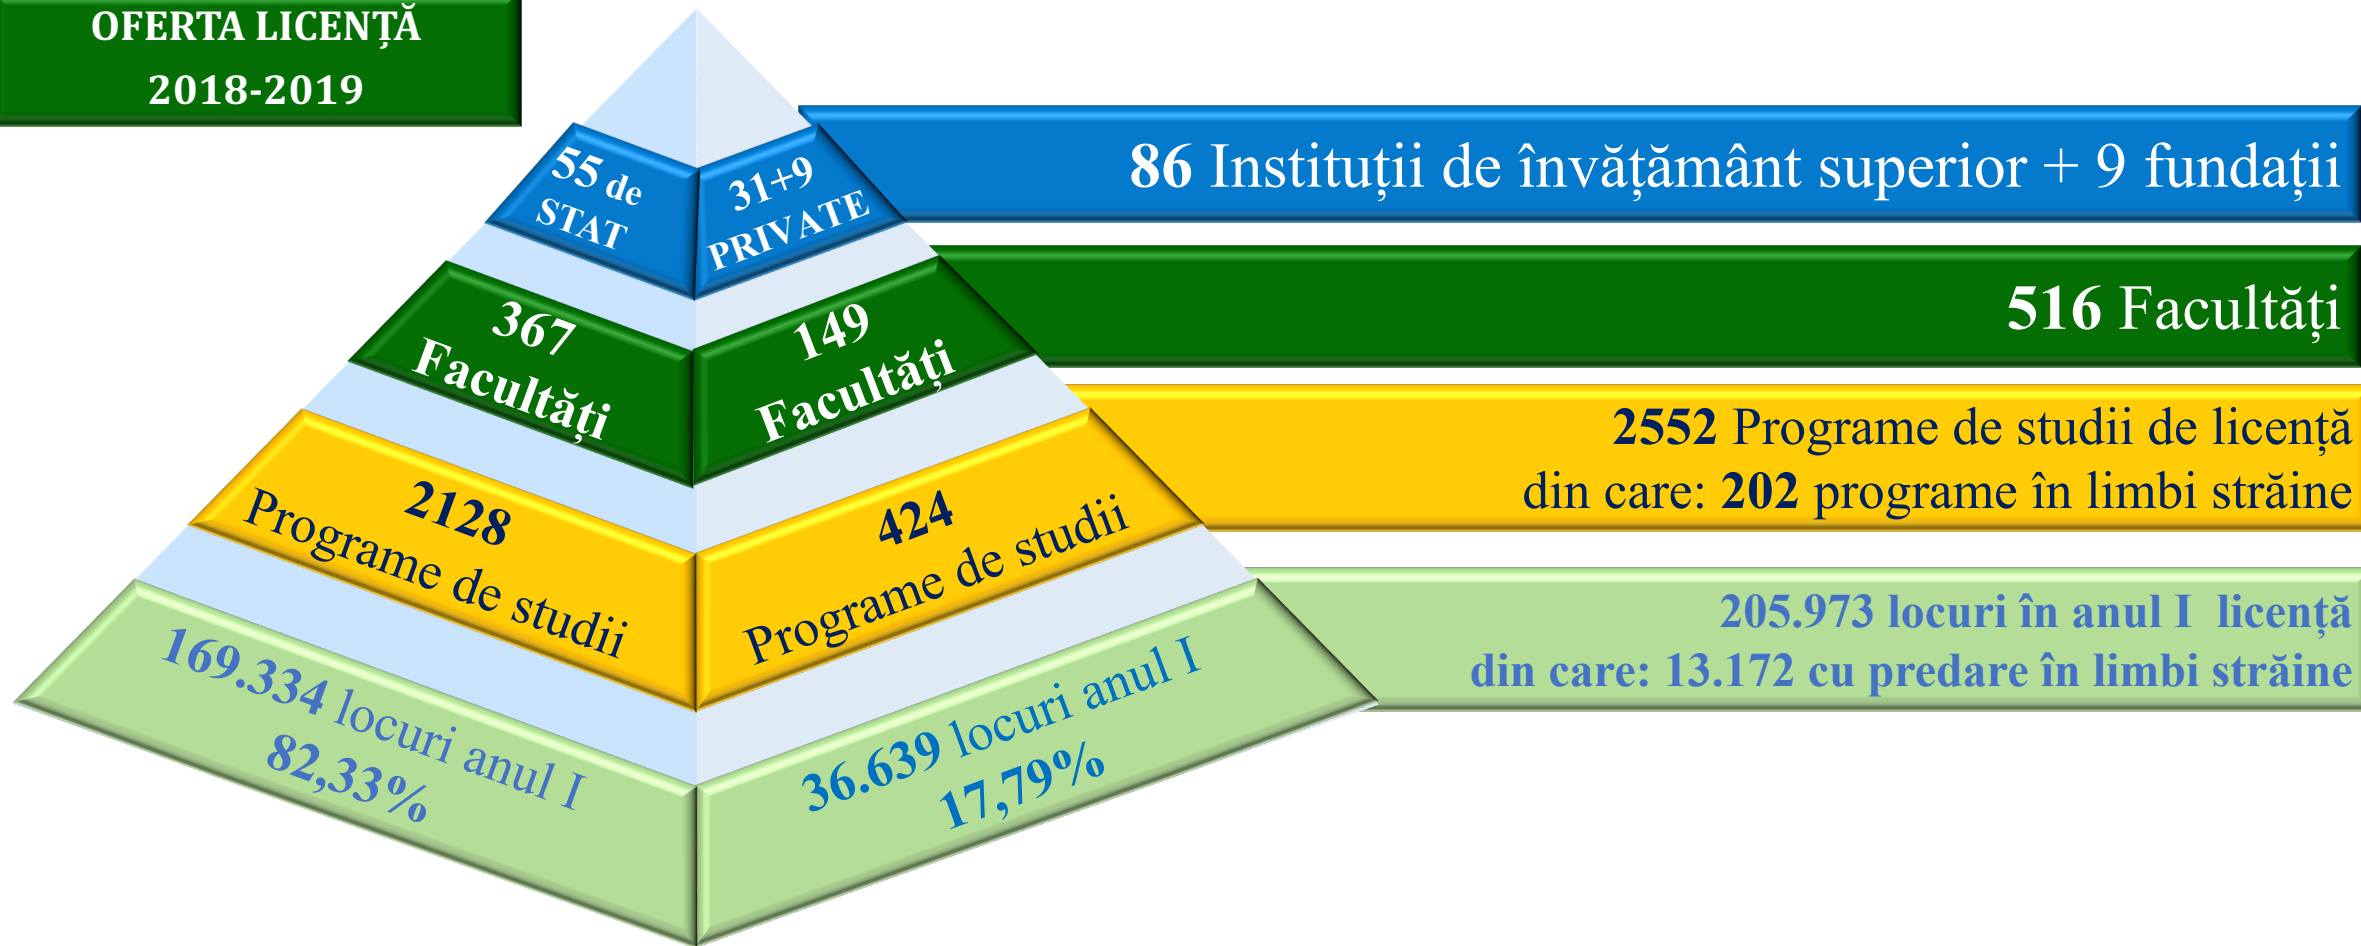 OFERTA LICENȚĂ
2018-2019
55 de
STAT
31+9
PRIVATE
86 Instituții de învățământ superior + 9 fundații
367
Facultăți
149
Facultăți
516 Facultăți
2128
Programe de studii
424
Programe de studii
2552 Programe de studii de licență
din care: 202 programe în limbi străine
169.334 locuri anul I
82,33%
36.639 locuri anul I
17,79%
205.973 locuri în anul I licență
din care: 13.172 cu predare în limbi străine